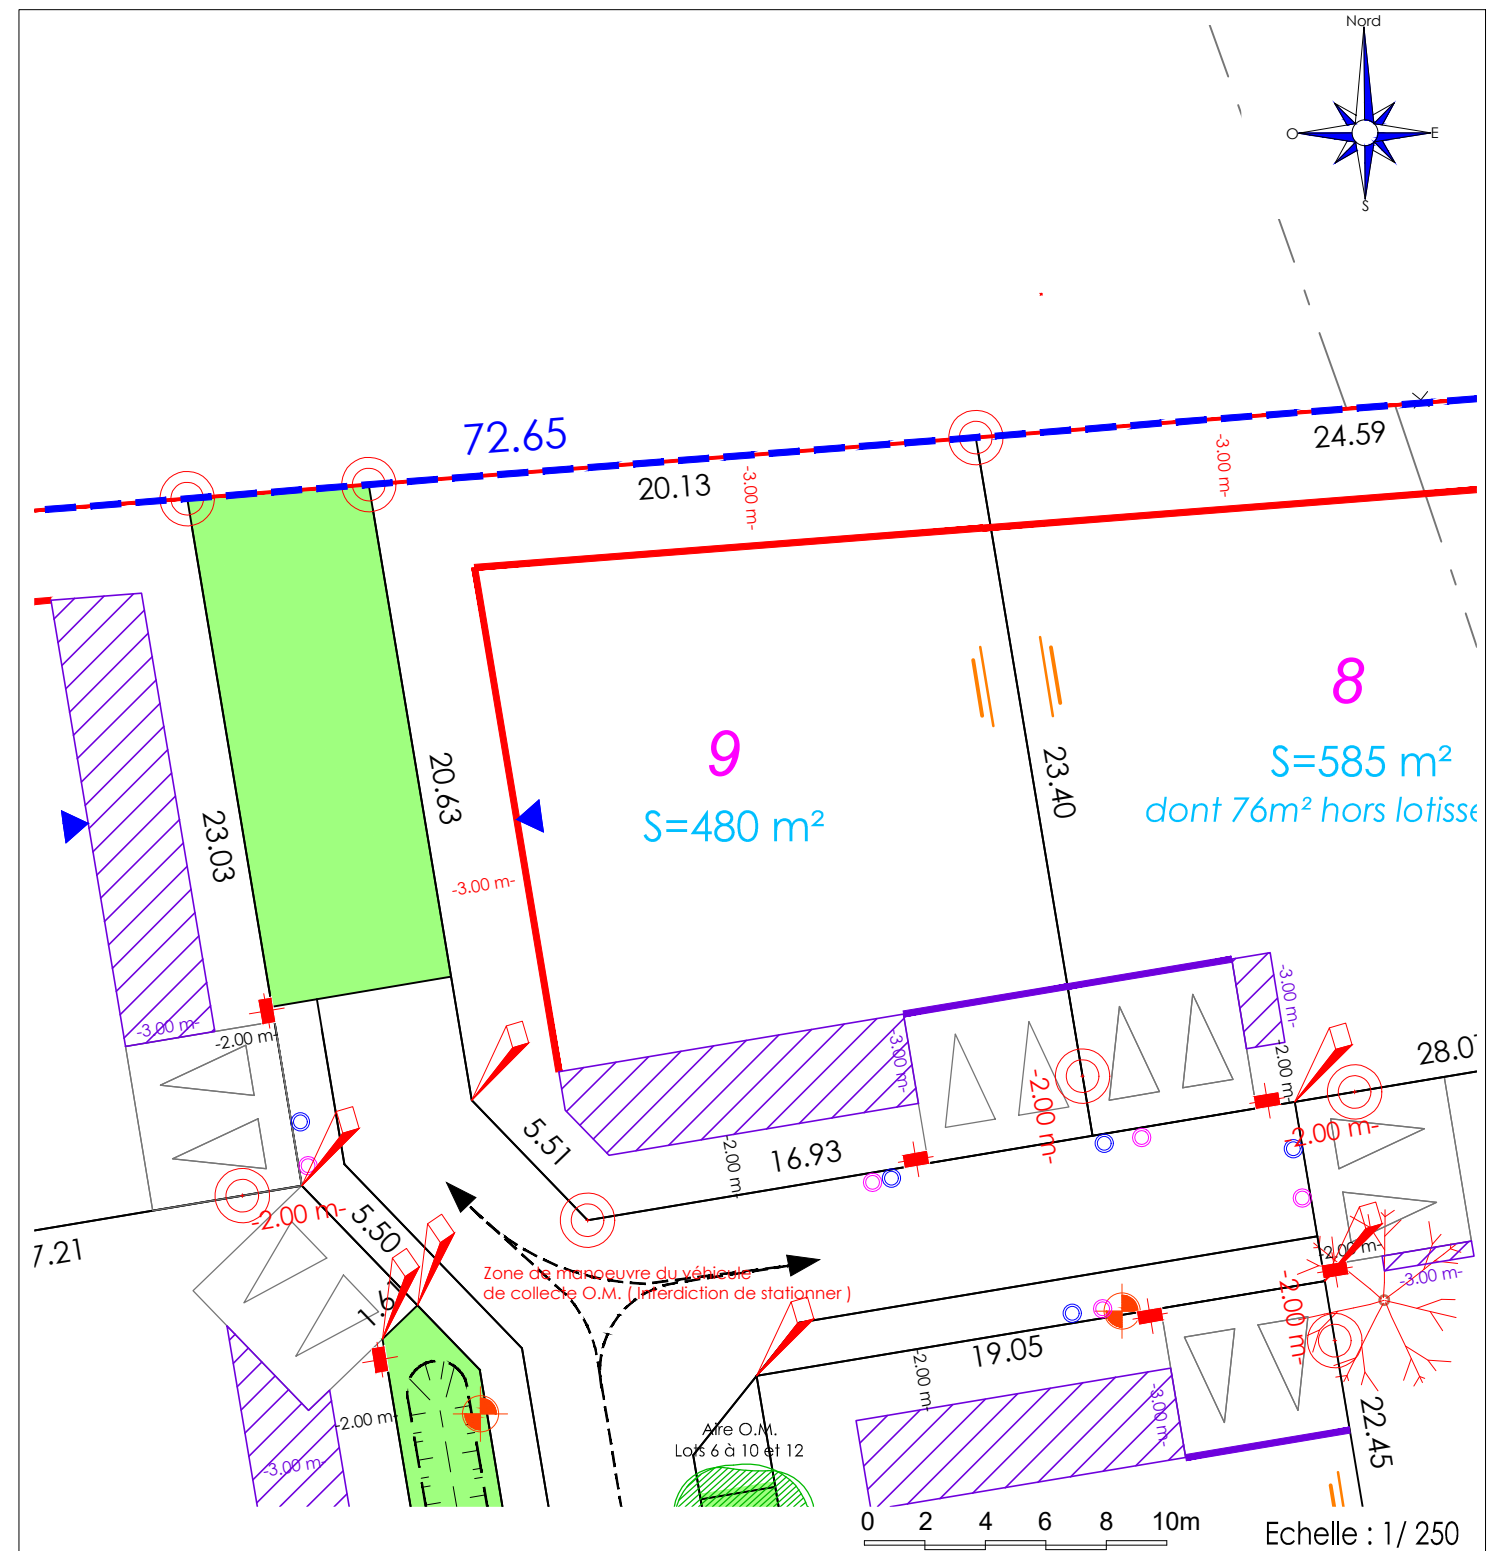 Nord
O
E
S
72.65
24.59
20.13
-3.00 m-
-3.00 m-
8
9
20.63
23.40
S=585 m²
dont 76m² hors lotisse
S=480 m²
23.03
-3.00 m-
-3.00 m-
-3.00 m-
-2.00 m-
-3.00 m-
-2.00 m-
28.0
-2.00 m-
5.51
16.93
-2.00 m-
-2.00 m-
-2.00 m-
5.50
7.21
-2.00 m-
Zone de manoeuvre du véhicule
de collecte O.M. ( Interdiction de stationner )
-3.00 m-
-2.00 m-
1.6
19.05
-2.00 m-
-3.00 m-
22.45
-2.00 m-
Aire O.M.
Lots 6 à 10 et 12
-3.00 m-
0 2 4 6 8 10m
Echelle : 1/ 250